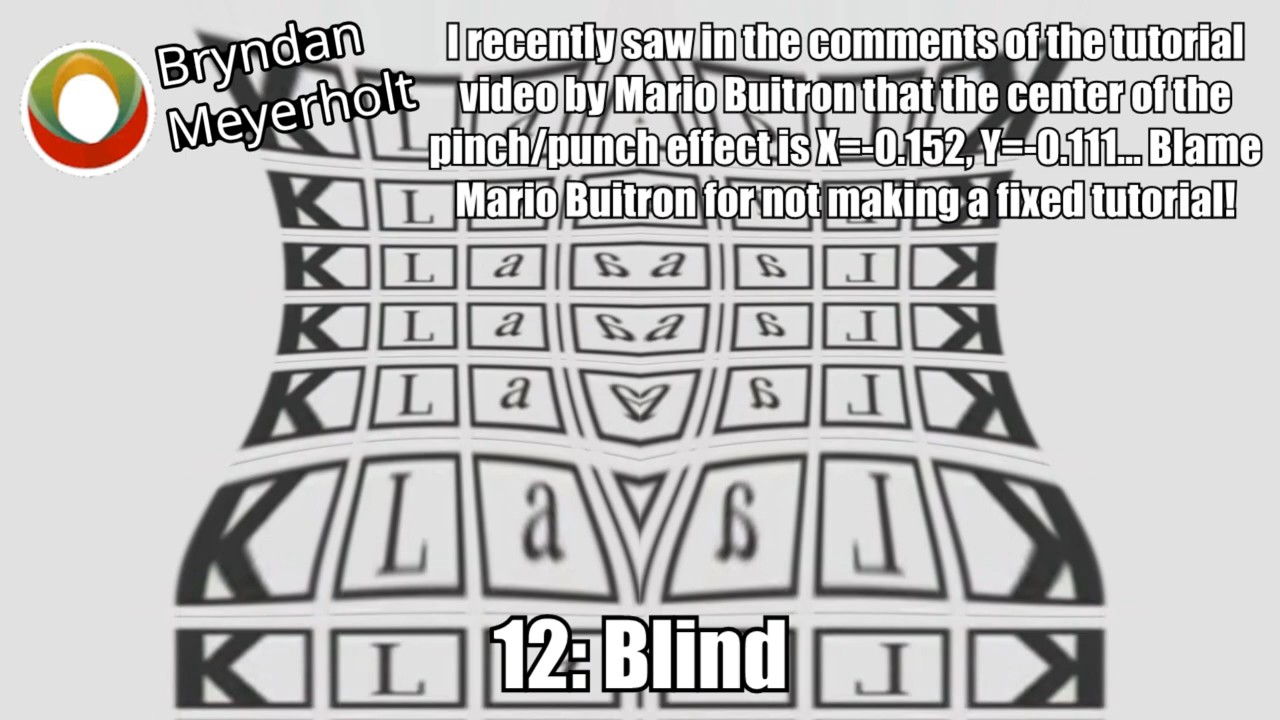 Bryndan
Meyerholt
I recently saw in the comments of the tutorial
video by Mario Buitron that the center of the
pinch/punch effect is X=-0.152, Y=-0.111... Blame
Mario Buitron for not making a fixed tutorial!
K L
K L
K L a a a a L K
K L a a a a L K
K L a a L K
K L a a L K
K L L K
12: Blind